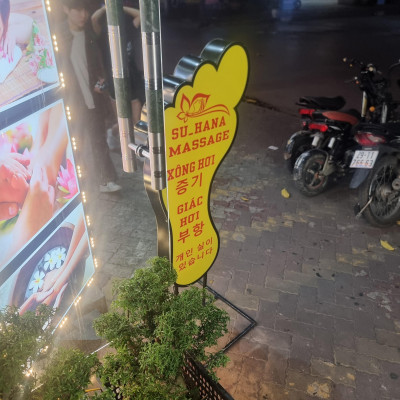 SU_HANA
MASSAGE
XÔNG HƠI
증기
GIÁC
HƠI
부항
개인 실이
있습니다